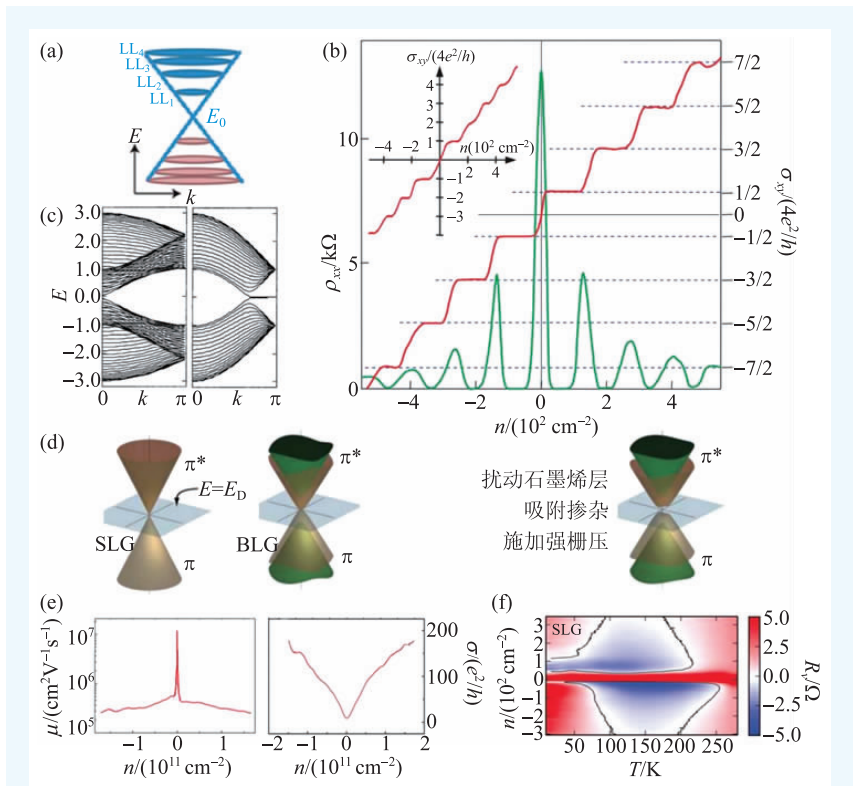 (a)
LL₄
LL₃
LL₂
LL₁
E₀
E
k
(b)
σxy/(4e²/h)
4
3
2
1
−4 −2 2 4
n(10² cm⁻²)
−1
−2
−3
10
5
0
ρxx/kΩ
7/2
5/2
3/2
1/2
0
−1/2
−3/2
−5/2
−7/2
σxy/(4e²/h)
−4 −2 0 2 4
n/(10² cm⁻²)
(c)
3.0
2.0
1.0
0.0
−1.0
−2.0
−3.0
E
0 k π 0 k π
(d)
π*
E=E_D
SLG
π
π*
BLG
π
扰动石墨烯层
吸附掺杂
施加强栅压
π*
π
(e)
10⁷
10⁶
10⁵
μ/(cm²V⁻¹s⁻¹)
−1 0 1
n/(10¹¹ cm⁻²)
200
100
0
σ/(e²/h)
−2 −1 0 1 2
n/(10¹¹ cm⁻²)
(f)
SLG
3
2
1
0
−1
−2
−3
n/(10² cm⁻²)
50 100 150 200 250
T/K
5.0
2.5
0
−2.5
−5.0
/Ω